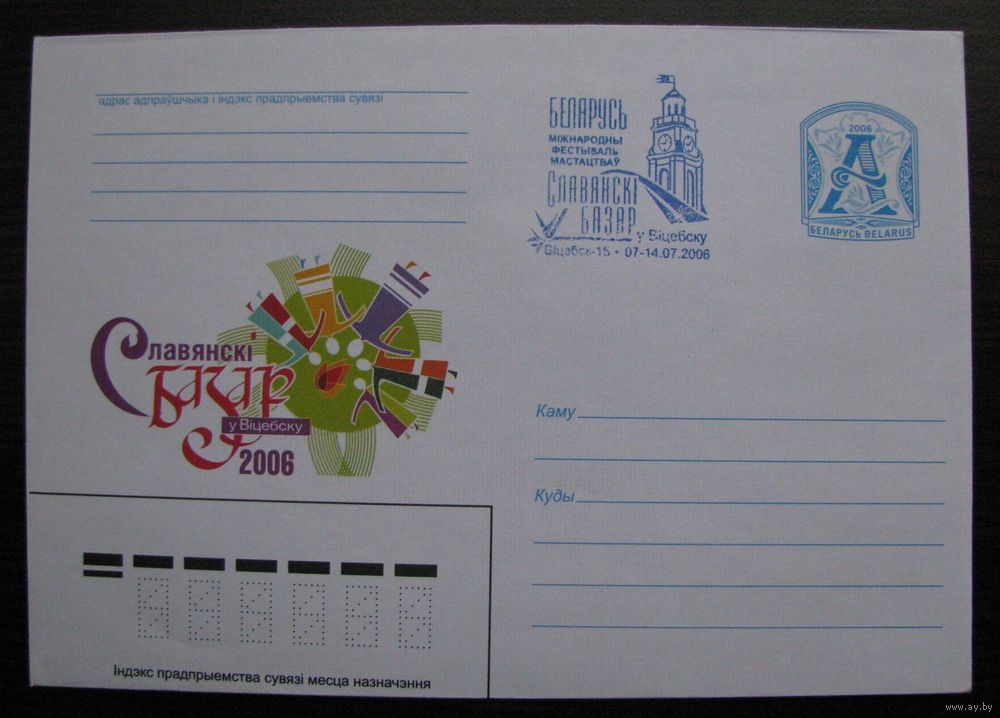 адрас адпраўшчыка і індэкс прадпрыемства сувязі
БЕЛАРУСЬ
МІЖНАРОДНЫ
ФЕСТЫВАЛЬ
МАСТАЦТВАЎ
СЛАВЯНСКІ
БАЗАР
у Віцебску
Віцебск-15 • 07-14.07.2006
2006
А
БЕЛАРУСЬ BELARUS
Славянскі
базар
у Віцебску
2006
Каму
Куды
Індэкс прадпрыемства сувязі месца назначэння
www.ay.by